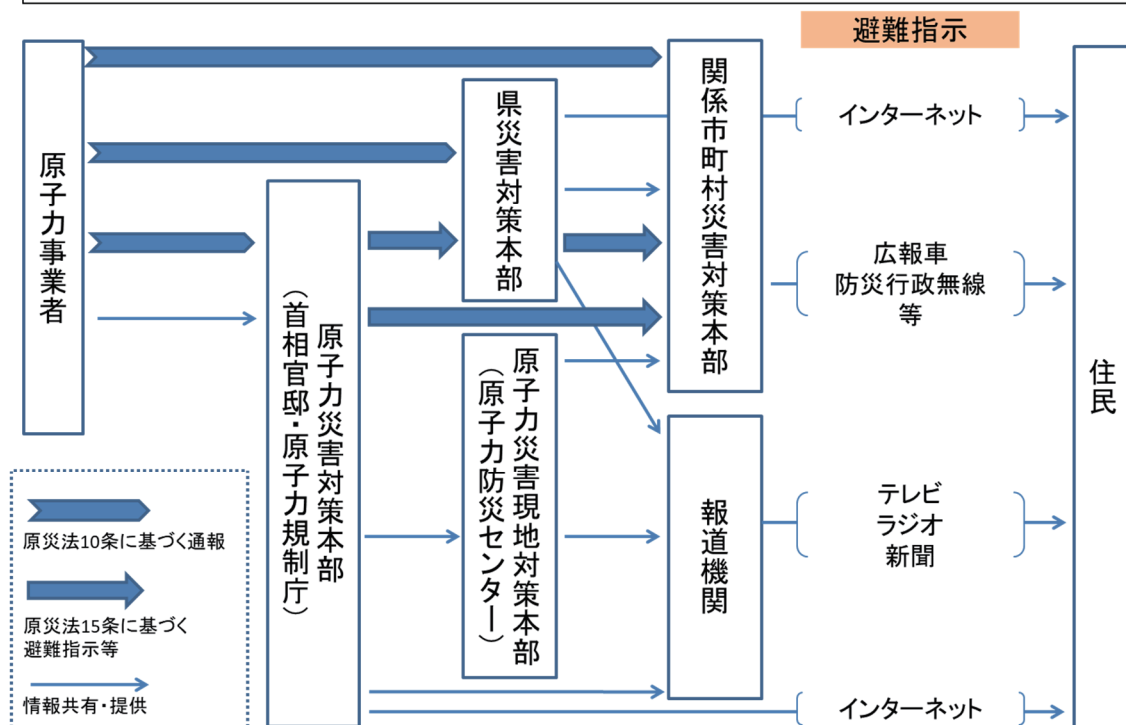 避難指示
原子力事業者
原子力災害対策本部
（首相官邸・原子力規制庁）
県災害対策本部
原子力災害現地対策本部
（原子力防災センター）
関係市町村災害対策本部
報道機関
インターネット
広報車
防災行政無線
等
テレビ
ラジオ
新聞
インターネット
住民
原災法10条に基づく通報
原災法15条に基づく
避難指示等
情報共有・提供